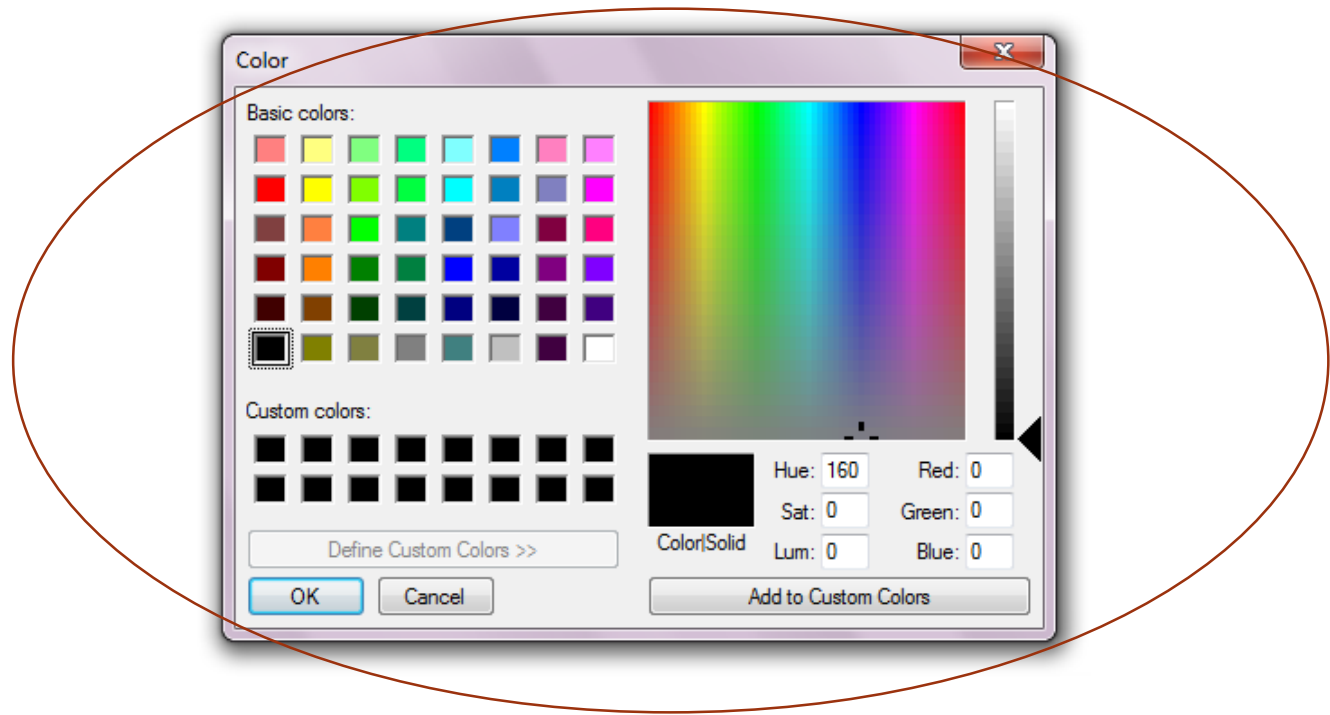 Color
Basic colors:
Custom colors:
Define Custom Colors >>
OK Cancel
Hue: 160 Red: 0
Sat: 0 Green: 0
Color|Solid
Lum: 0 Blue: 0
Add to Custom Colors